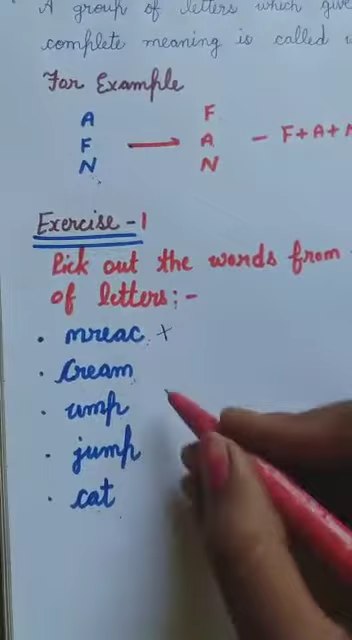 A group of letters which give
complete meaning is called
For Example
A F
F A - F+A+N
N N
Exercise - 1
Pick out the words from
of letters:-
• mreac. +
• Cream
• ump
• jump
• cat